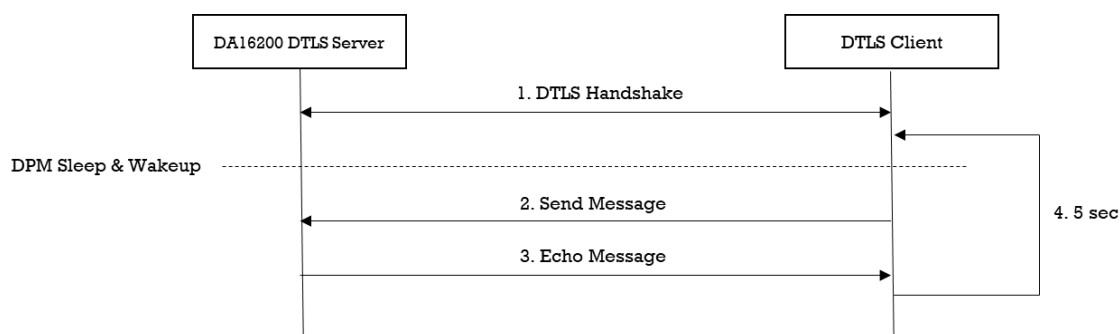 DA16200 DTLS Server
DTLS Client
1. DTLS Handshake
DPM Sleep & Wakeup
2. Send Message
4. 5 sec
3. Echo Message